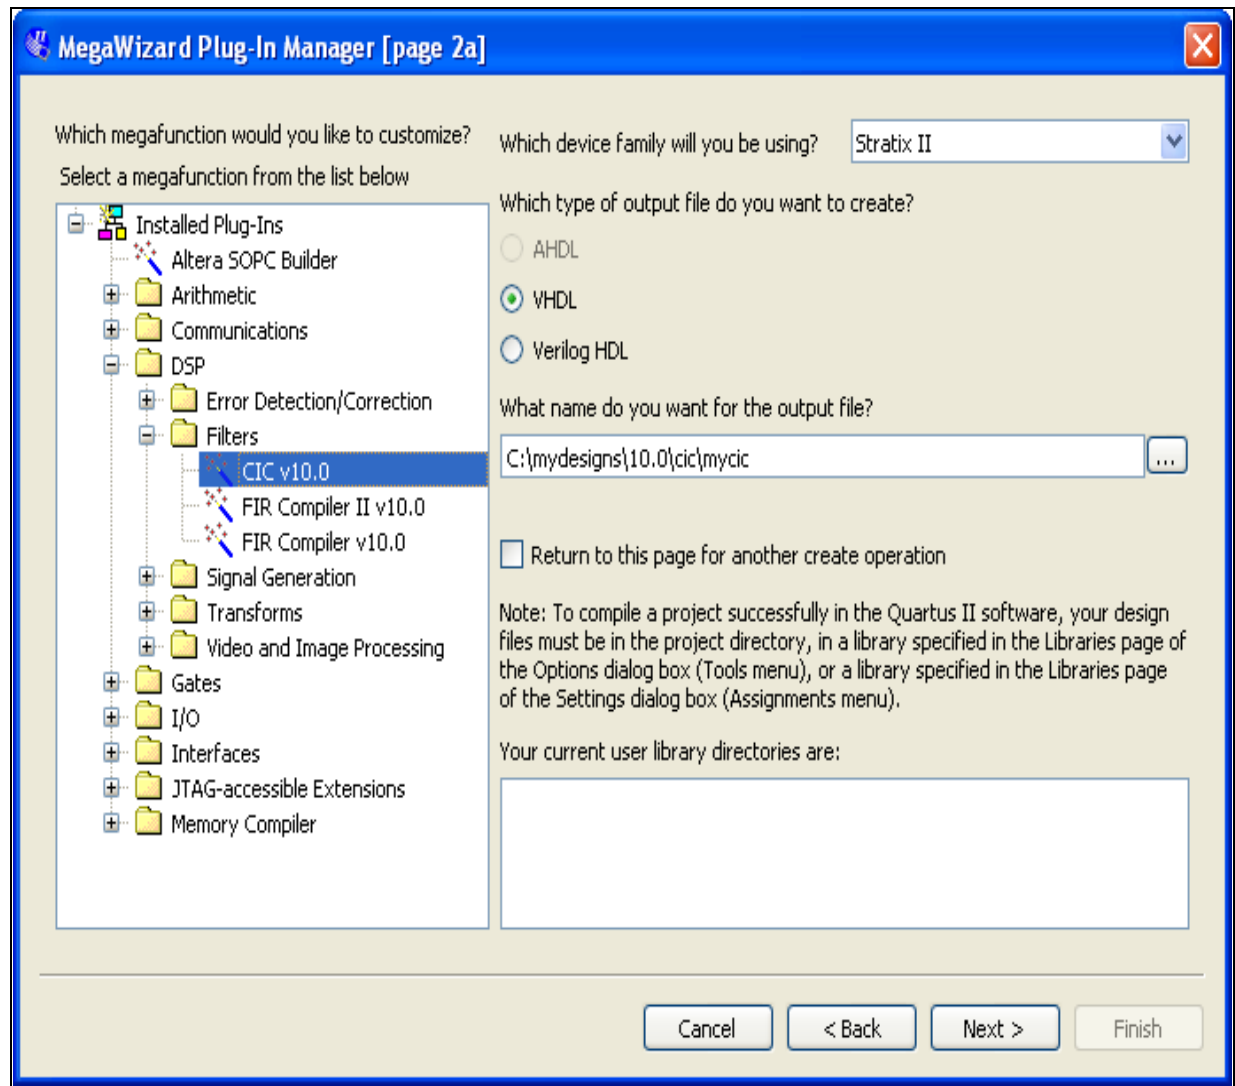 MegaWizard Plug-In Manager [page 2a]
Which megafunction would you like to customize?
Select a megafunction from the list below
Installed Plug-Ins
Altera SOPC Builder
Arithmetic
Communications
DSP
Error Detection/Correction
Filters
CIC v10.0
FIR Compiler II v10.0
FIR Compiler v10.0
Signal Generation
Transforms
Video and Image Processing
Gates
I/O
Interfaces
JTAG-accessible Extensions
Memory Compiler
Which device family will you be using?
Stratix II
Which type of output file do you want to create?
AHDL
VHDL
Verilog HDL
What name do you want for the output file?
C:\mydesigns\10.0\cic\mycic
...
Return to this page for another create operation
Note: To compile a project successfully in the Quartus II software, your design
files must be in the project directory, in a library specified in the Libraries page of
the Options dialog box (Tools menu), or a library specified in the Libraries page
of the Settings dialog box (Assignments menu).
Your current user library directories are:
Cancel
< Back
Next >
Finish